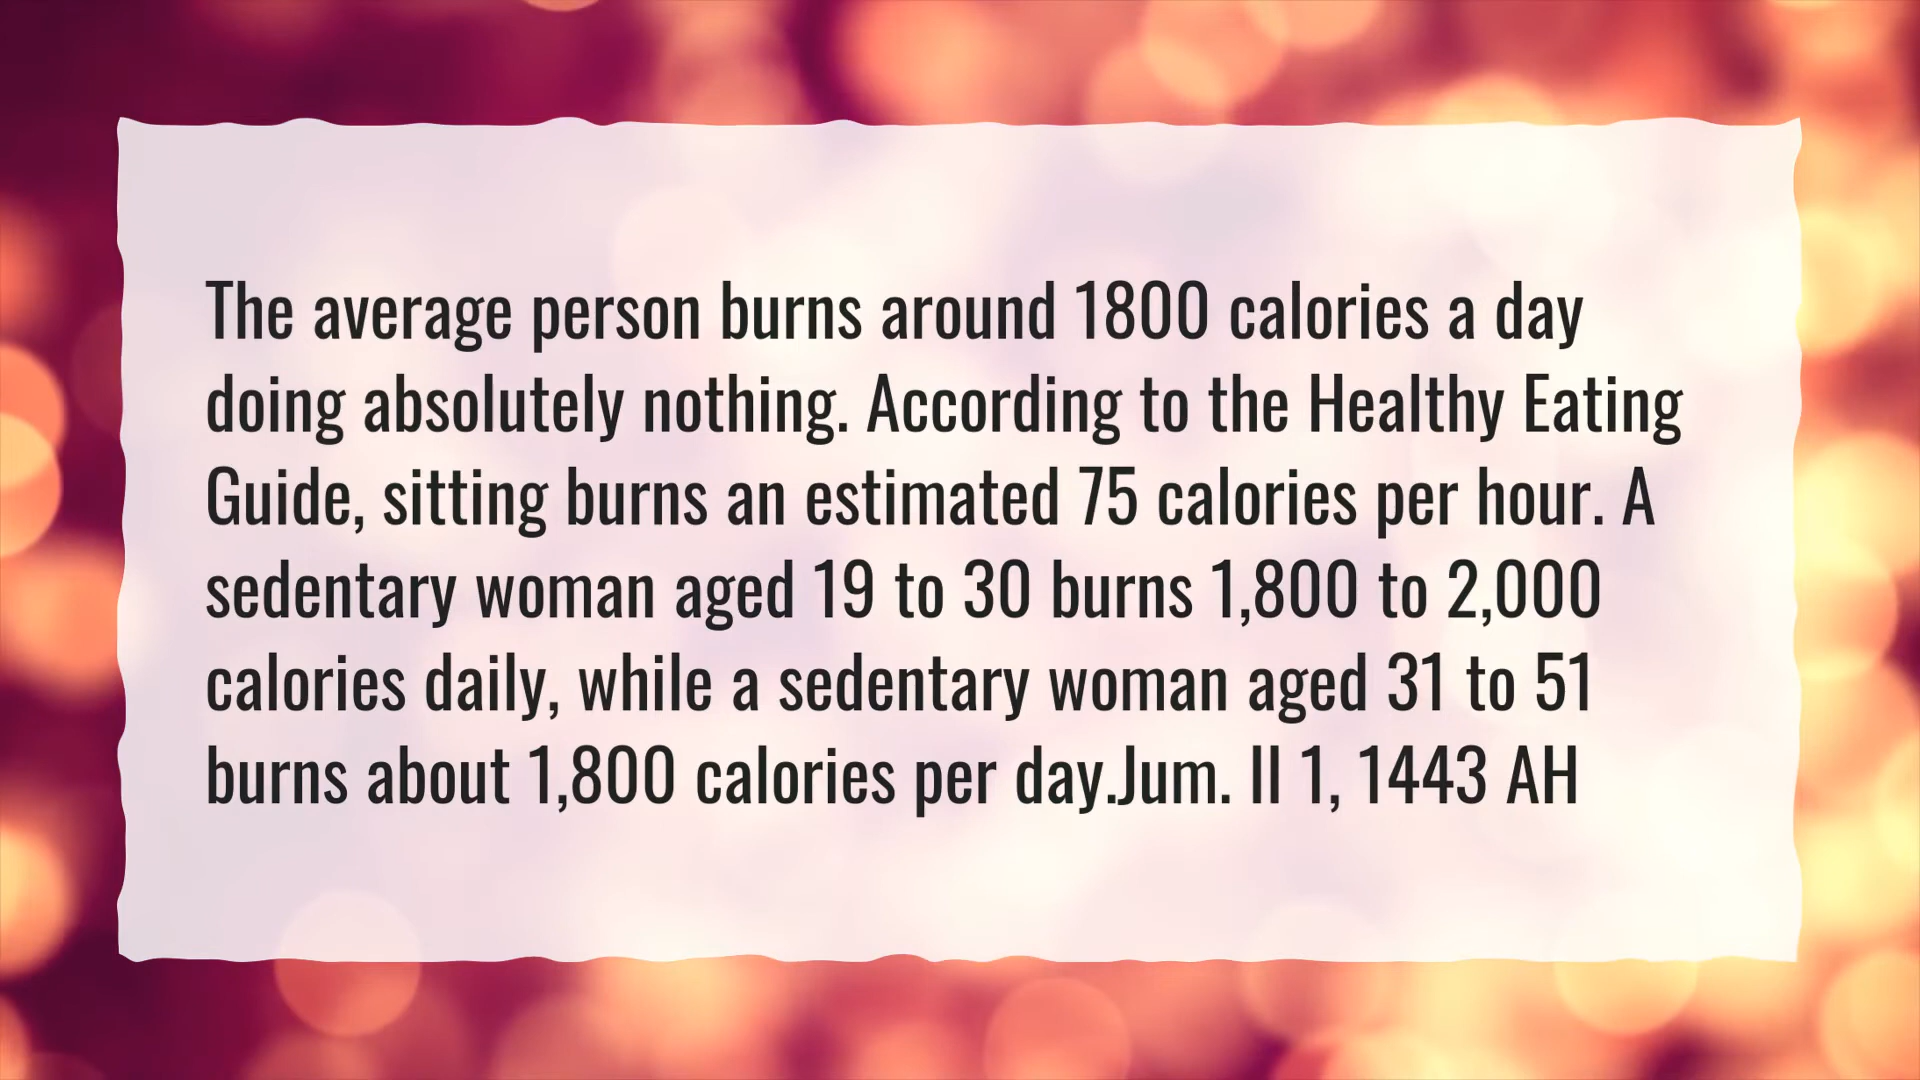 The average person burns around 1800 calories a day
doing absolutely nothing. According to the Healthy Eating
Guide, sitting burns an estimated 75 calories per hour. A
sedentary woman aged 19 to 30 burns 1,800 to 2,000
calories daily, while a sedentary woman aged 31 to 51
burns about 1,800 calories per day.Jum. II 1, 1443 AH